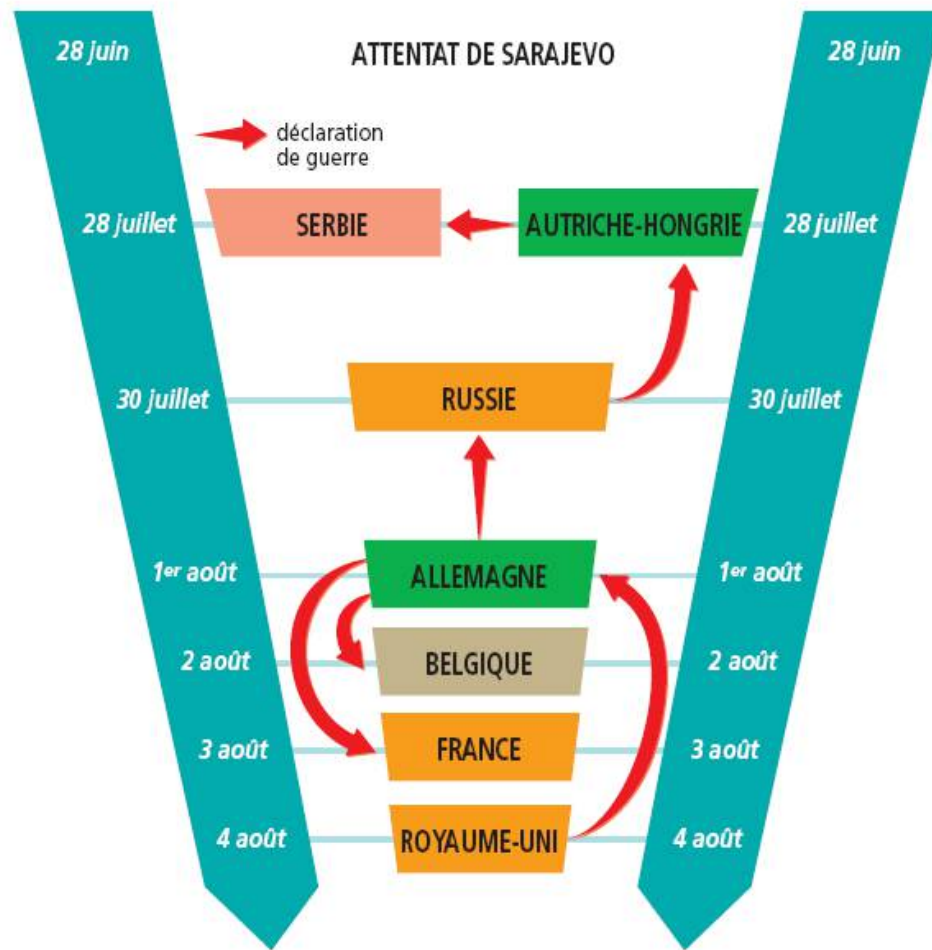 28 juin ATTENTAT DE SARAJEVO 28 juin
déclaration
de guerre
28 juillet SERBIE AUTRICHE-HONGRIE 28 juillet
30 juillet RUSSIE 30 juillet
1er août ALLEMAGNE 1er août
2 août BELGIQUE 2 août
3 août FRANCE 3 août
4 août ROYAUME-UNI 4 août